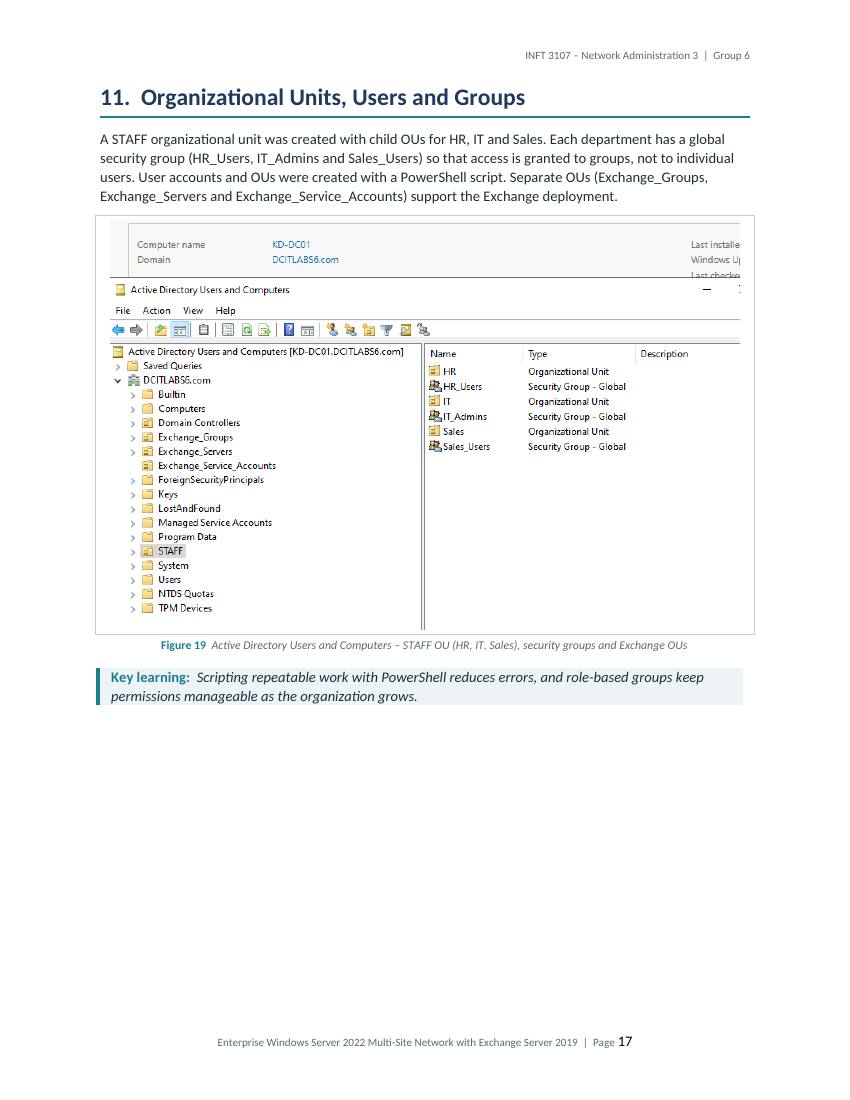 INFT 3107 – Network Administration 3 | Group 6
11. Organizational Units, Users and Groups
A STAFF organizational unit was created with child OUs for HR, IT and Sales. Each department has a global
security group (HR_Users, IT_Admins and Sales_Users) so that access is granted to groups, not to individual
users. User accounts and OUs were created with a PowerShell script. Separate OUs (Exchange_Groups,
Exchange_Servers and Exchange_Service_Accounts) support the Exchange deployment.
Computer name KD-DC01 Last installe
Domain DCITLABS6.com Windows Up
Last checke
Active Directory Users and Computers
File Action View Help
Active Directory Users and Computers [KD-DC01.DCITLABS6.com]
Saved Queries
DCITLABS6.com
Builtin
Computers
Domain Controllers
Exchange_Groups
Exchange_Servers
Exchange_Service_Accounts
ForeignSecurityPrincipals
Keys
LostAndFound
Managed Service Accounts
Program Data
STAFF
System
Users
NTDS Quotas
TPM Devices
Name Type Description
HR Organizational Unit
HR_Users Security Group - Global
IT Organizational Unit
IT_Admins Security Group - Global
Sales Organizational Unit
Sales_Users Security Group - Global
Figure 19 Active Directory Users and Computers – STAFF OU (HR, IT, Sales), security groups and Exchange OUs
Key learning: Scripting repeatable work with PowerShell reduces errors, and role-based groups keep
permissions manageable as the organization grows.
Enterprise Windows Server 2022 Multi-Site Network with Exchange Server 2019 | Page 17